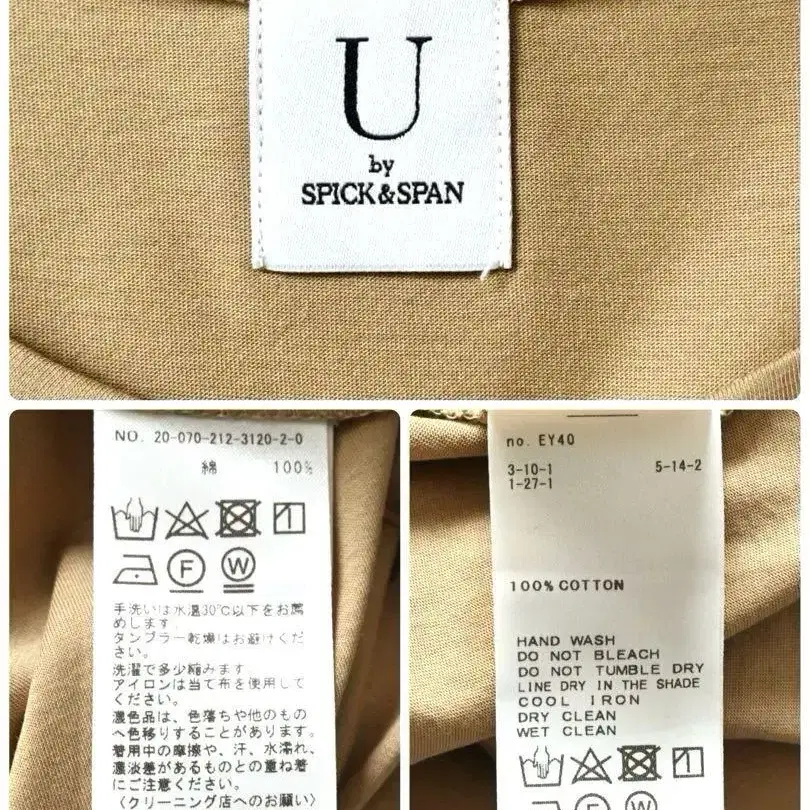 U
by
SPICK&SPAN
NO. 20-070-212-3120-2-0
綿 100%
F
W
手洗いは水温30℃以下をお薦
めします。
タンブラー乾燥はお避けくだ
さい。
洗濯で多少縮みます。
アイロンは当て布を使用して
ください。
濃色品は、色落ちや他のもの
へ色移りすることがあります。
着用中の摩擦や、汗、水濡れ、
濃淡差があるものとの重ね着
にご注意ください。
〈クリーニング店へのお願い〉
no. EY40
3-10-1 5-14-2
1-27-1
100% COTTON
HAND WASH
DO NOT BLEACH
DO NOT TUMBLE DRY
LINE DRY IN THE SHADE
COOL IRON
DRY CLEAN
WET CLEAN